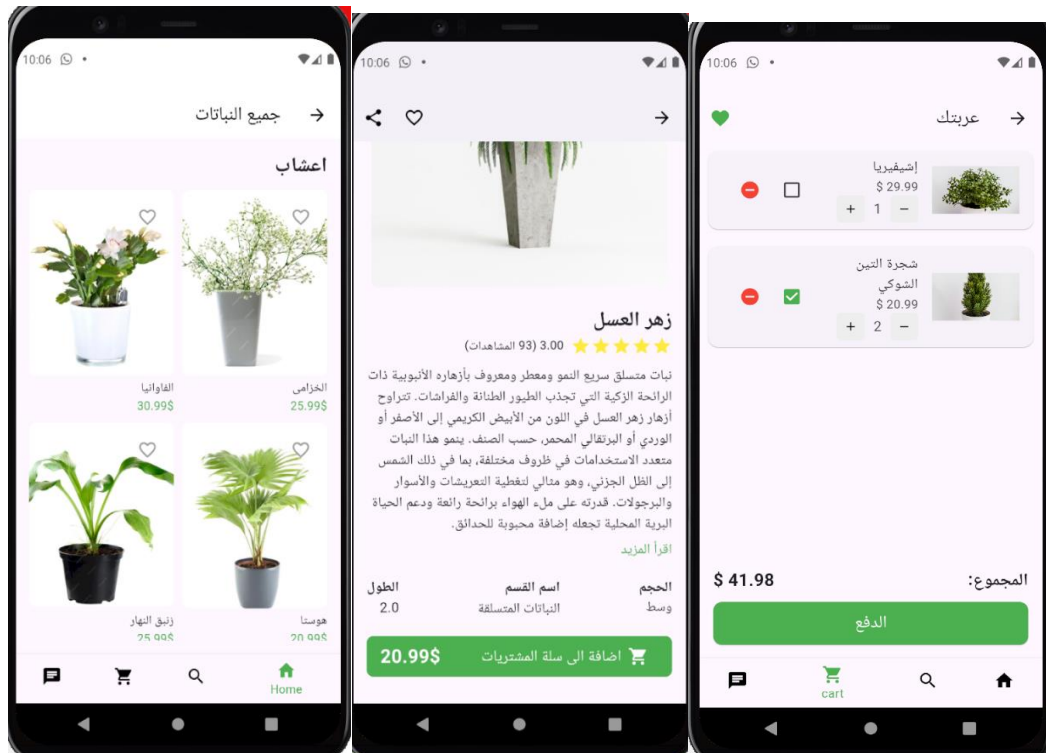 10:06
جميع النباتات
اعشاب
الخزامى
25.99$
الفاوانيا
30.99$
هوستا
20.99$
زنبق النهار
25.99$
Home
10:06
زهر العسل
3.00 (93 المشاهدات)
نبات متسلق سريع النمو ومعطر ومعروف بأزهاره الأنبوبية ذات
الرائحة الزكية التي تجذب الطيور الطنانة والفراشات. تتراوح
أزهار زهر العسل في اللون من الأبيض الكريمي إلى الأصفر أو
الوردي أو البرتقالي المحمر، حسب الصنف. ينمو هذا النبات
متعدد الاستخدامات في ظروف مختلفة، بما في ذلك الشمس
إلى الظل الجزئي، وهو مثالي لتغطية التعريشات والأسوار
والبرجولات. قدرته على ملء الهواء برائحة رائعة ودعم الحياة
البرية المحلية تجعله إضافة محبوبة للحدائق.
اقرأ المزيد
الحجم اسم القسم الطول
وسط النباتات المتسلقة 2.0
اضافة الى سلة المشتريات 20.99$
10:06
عربتك
إشيفيريا
$ 29.99
+ 1 −
شجرة التين
الشوكي
$ 20.99
+ 2 −
المجموع: $ 41.98
الدفع
cart